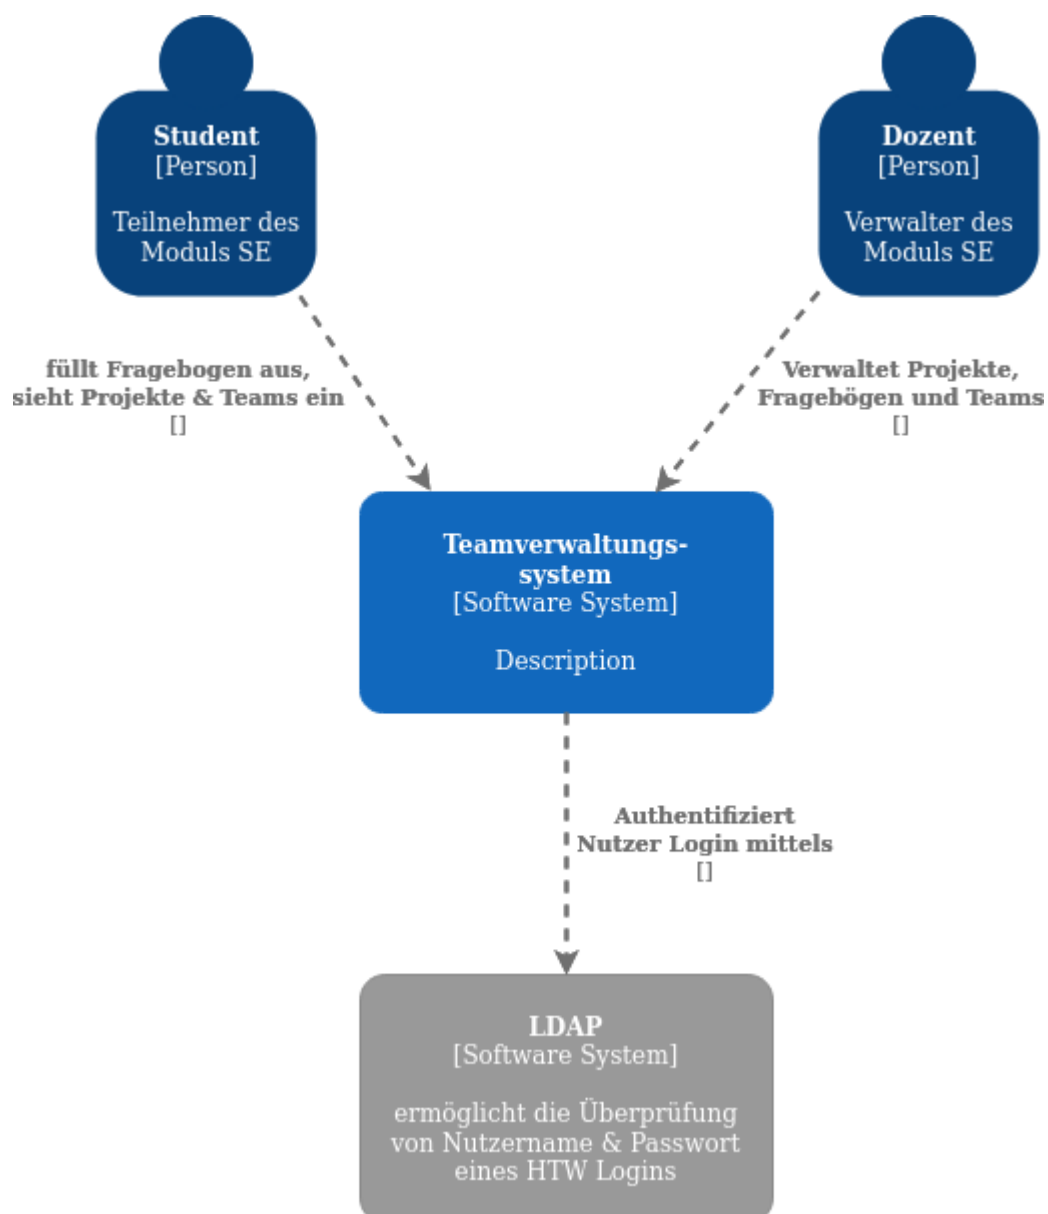 Student
[Person]
Teilnehmer des
Moduls SE
Dozent
[Person]
Verwalter des
Moduls SE
füllt Fragebogen aus,
sieht Projekte & Teams ein
[]
Verwaltet Projekte,
Fragebögen und Teams
[]
Teamverwaltungs-
system
[Software System]
Description
Authentifiziert
Nutzer Login mittels
[]
LDAP
[Software System]
ermöglicht die Überprüfung
von Nutzername & Passwort
eines HTW Logins